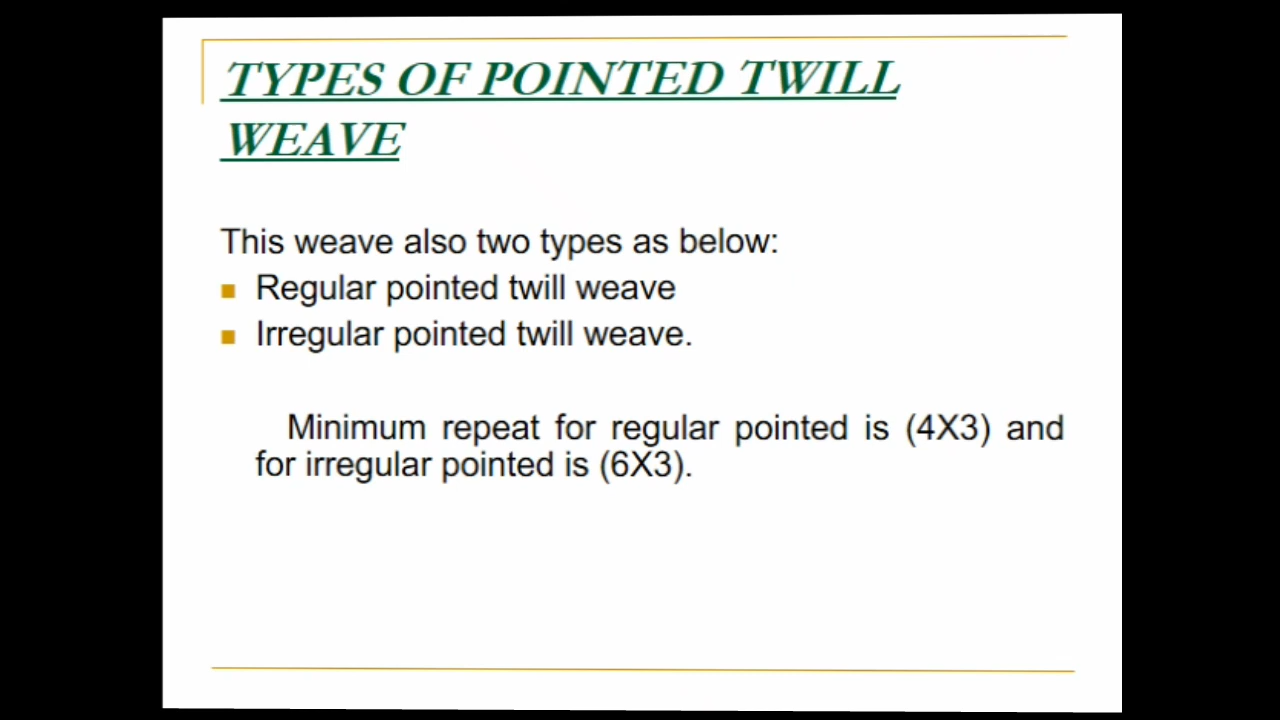 TYPES OF POINTED TWILL
WEAVE
This weave also two types as below:
Regular pointed twill weave
Irregular pointed twill weave.
Minimum repeat for regular pointed is (4X3) and
for irregular pointed is (6X3).